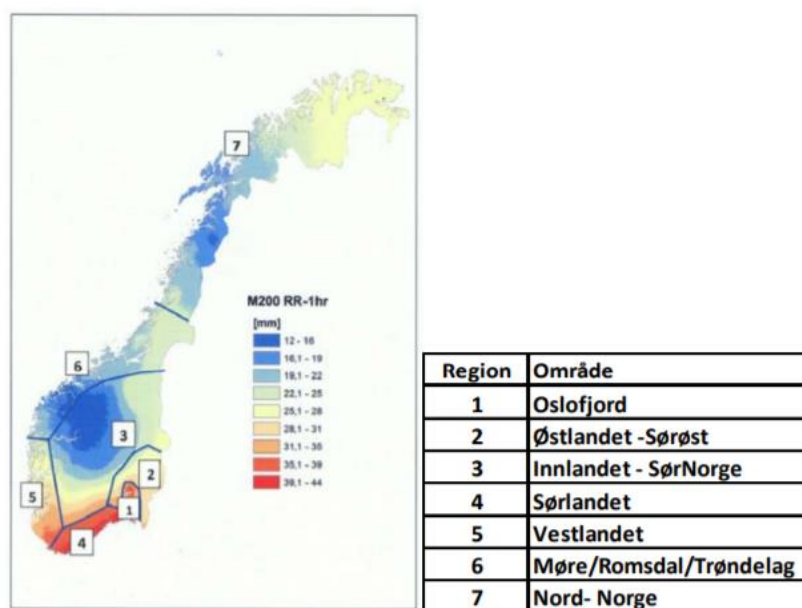 7
M200 RR-1hr
[mm]
12 - 16
16,1 - 19
19,1 - 22
22,1 - 25
25,1 - 28
28,1 - 31
31,1 - 35
35,1 - 39
39,1 - 44
6
3
2
5
1
4
Region Område
1 Oslofjord
2 Østlandet -Sørøst
3 Innlandet - SørNorge
4 Sørlandet
5 Vestlandet
6 Møre/Romsdal/Trøndelag
7 Nord- Norge